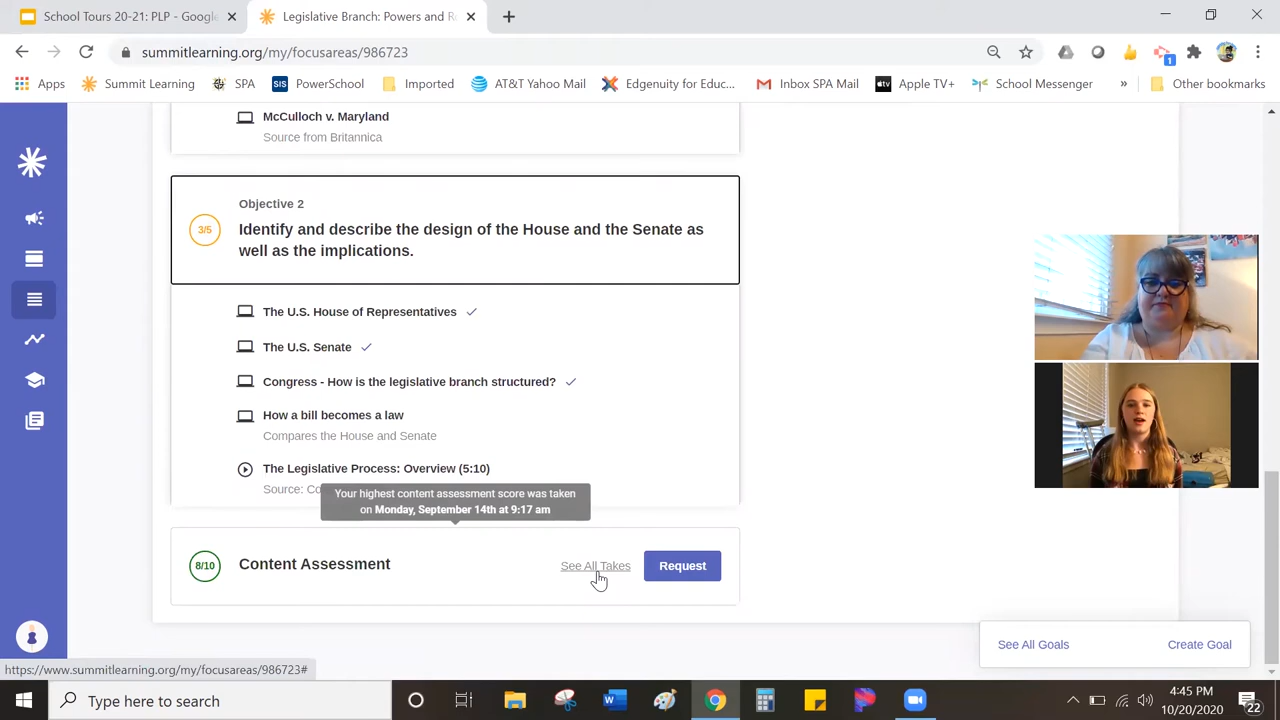 School Tours 20-21: PLP - Google
Legislative Branch: Powers and Re
summitlearning.org/my/focusareas/986723
1
Apps
Summit Learning
SPA
SIS PowerSchool
Imported
AT&T Yahoo Mail
Edgenuity for Educ...
Inbox SPA Mail
tv Apple TV+
School Messenger
»
Other bookmarks
McCulloch v. Maryland
Source from Britannica
Objective 2
3/5
Identify and describe the design of the House and the Senate as
well as the implications.
The U.S. House of Representatives
The U.S. Senate
Congress - How is the legislative branch structured?
How a bill becomes a law
Compares the House and Senate
The Legislative Process: Overview (5:10)
Source: Co
Your highest content assessment score was taken
on Monday, September 14th at 9:17 am
8/10
Content Assessment
See All Takes
Request
See All Goals
Create Goal
https://www.summitlearning.org/my/focusareas/986723#
Type here to search
4:45 PM
10/20/2020
22